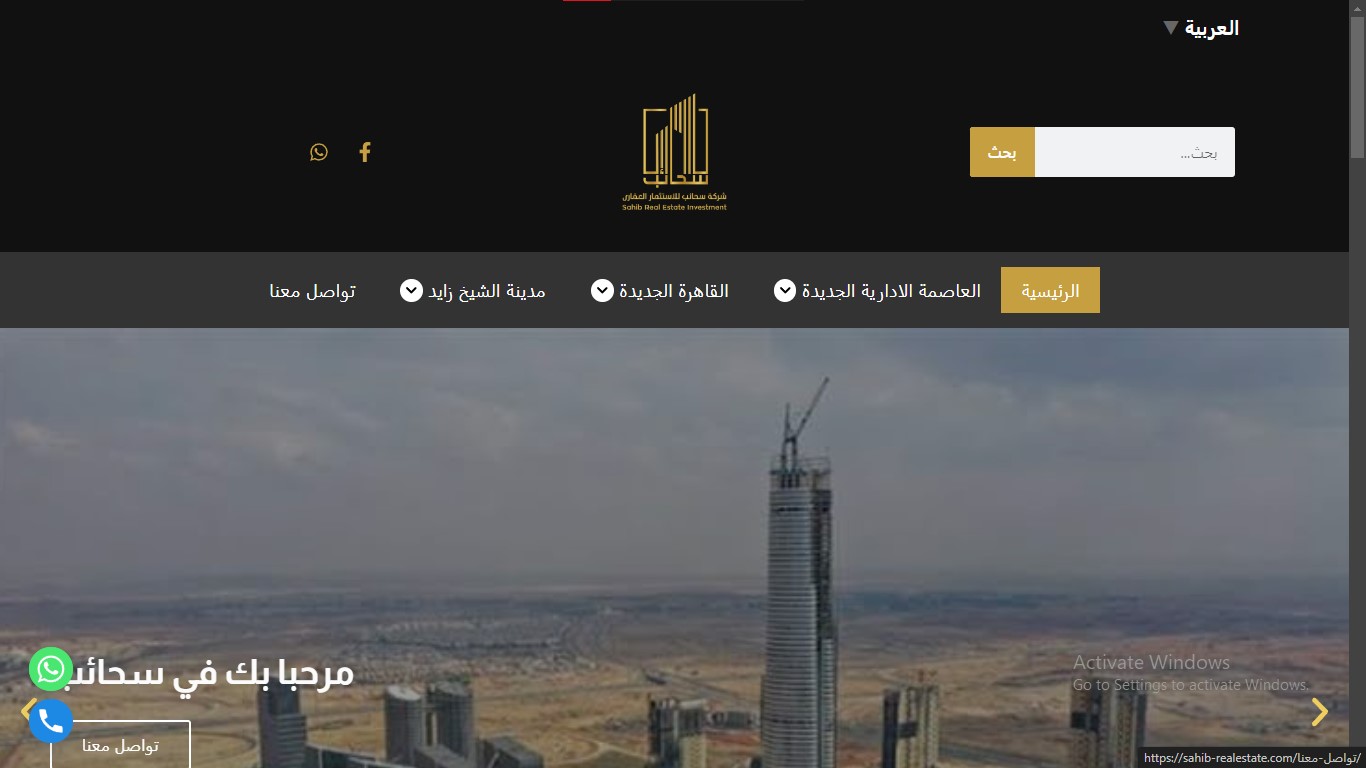 العربية ▼
بحث...
بحث
سحائب
شركة سحائب للاستثمار العقارى
Sahib Real Estate Investment
الرئيسية
العاصمة الادارية الجديدة
القاهرة الجديدة
مدينة الشيخ زايد
تواصل معنا
مرحبا بك في سحائب
تواصل معنا
Activate Windows
Go to Settings to activate Windows.
https://sahib-realestate.com/تواصل-معنا/